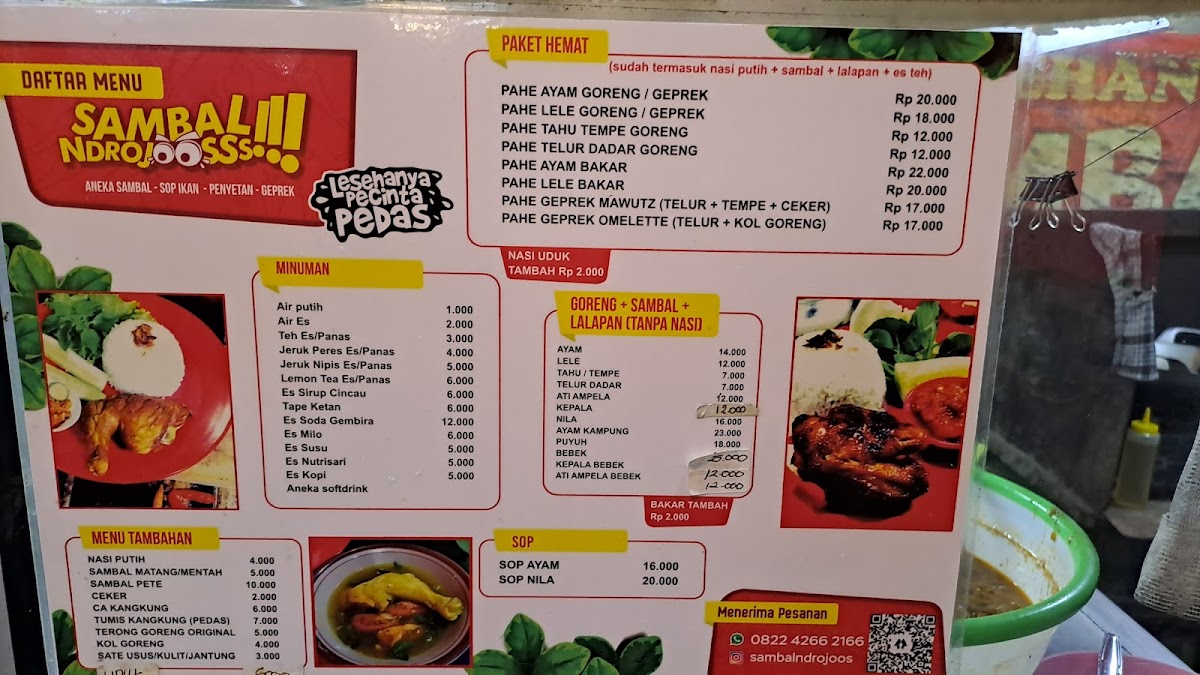 DAFTAR MENU
SAMBAL
NDROJOOSSS!!!
ANEKA SAMBAL - SOP IKAN - PENYETAN - GEPREK
Lesehanya
Pecinta
PEDAS
PAKET HEMAT
(sudah termasuk nasi putih + sambal + lalapan + es teh)
PAHE AYAM GORENG / GEPREK Rp 20.000
PAHE LELE GORENG / GEPREK Rp 18.000
PAHE TAHU TEMPE GORENG Rp 12.000
PAHE TELUR DADAR GORENG Rp 12.000
PAHE AYAM BAKAR Rp 22.000
PAHE LELE BAKAR Rp 20.000
PAHE GEPREK MAWUTZ (TELUR + TEMPE + CEKER) Rp 17.000
PAHE GEPREK OMELETTE (TELUR + KOL GORENG) Rp 17.000
NASI UDUK
TAMBAH Rp 2.000
MINUMAN
Air putih 1.000
Air Es 2.000
Teh Es/Panas 3.000
Jeruk Peres Es/Panas 4.000
Jeruk Nipis Es/Panas 5.000
Lemon Tea Es/Panas 6.000
Es Sirup Cincau 6.000
Tape Ketan 6.000
Es Soda Gembira 12.000
Es Milo 6.000
Es Susu 5.000
Es Nutrisari 5.000
Es Kopi 5.000
Aneka softdrink
GORENG + SAMBAL +
LALAPAN (TANPA NASI)
AYAM 14.000
LELE 12.000
TAHU / TEMPE 7.000
TELUR DADAR 7.000
ATI AMPELA 12.000
KEPALA 12.000
NILA 16.000
AYAM KAMPUNG 23.000
PUYUH 18.000
BEBEK 25.000
KEPALA BEBEK 12.000
ATI AMPELA BEBEK 12.000
BAKAR TAMBAH
Rp 2.000
MENU TAMBAHAN
NASI PUTIH 4.000
SAMBAL MATANG/MENTAH 5.000
SAMBAL PETE 10.000
CEKER 2.000
CA KANGKUNG 6.000
TUMIS KANGKUNG (PEDAS) 7.000
TERONG GORENG ORIGINAL 5.000
KOL GORENG 4.000
SATE USUS/KULIT/JANTUNG 3.000
SOP
SOP AYAM 16.000
SOP NILA 20.000
Menerima Pesanan
0822 4266 2166
sambalndrojoos